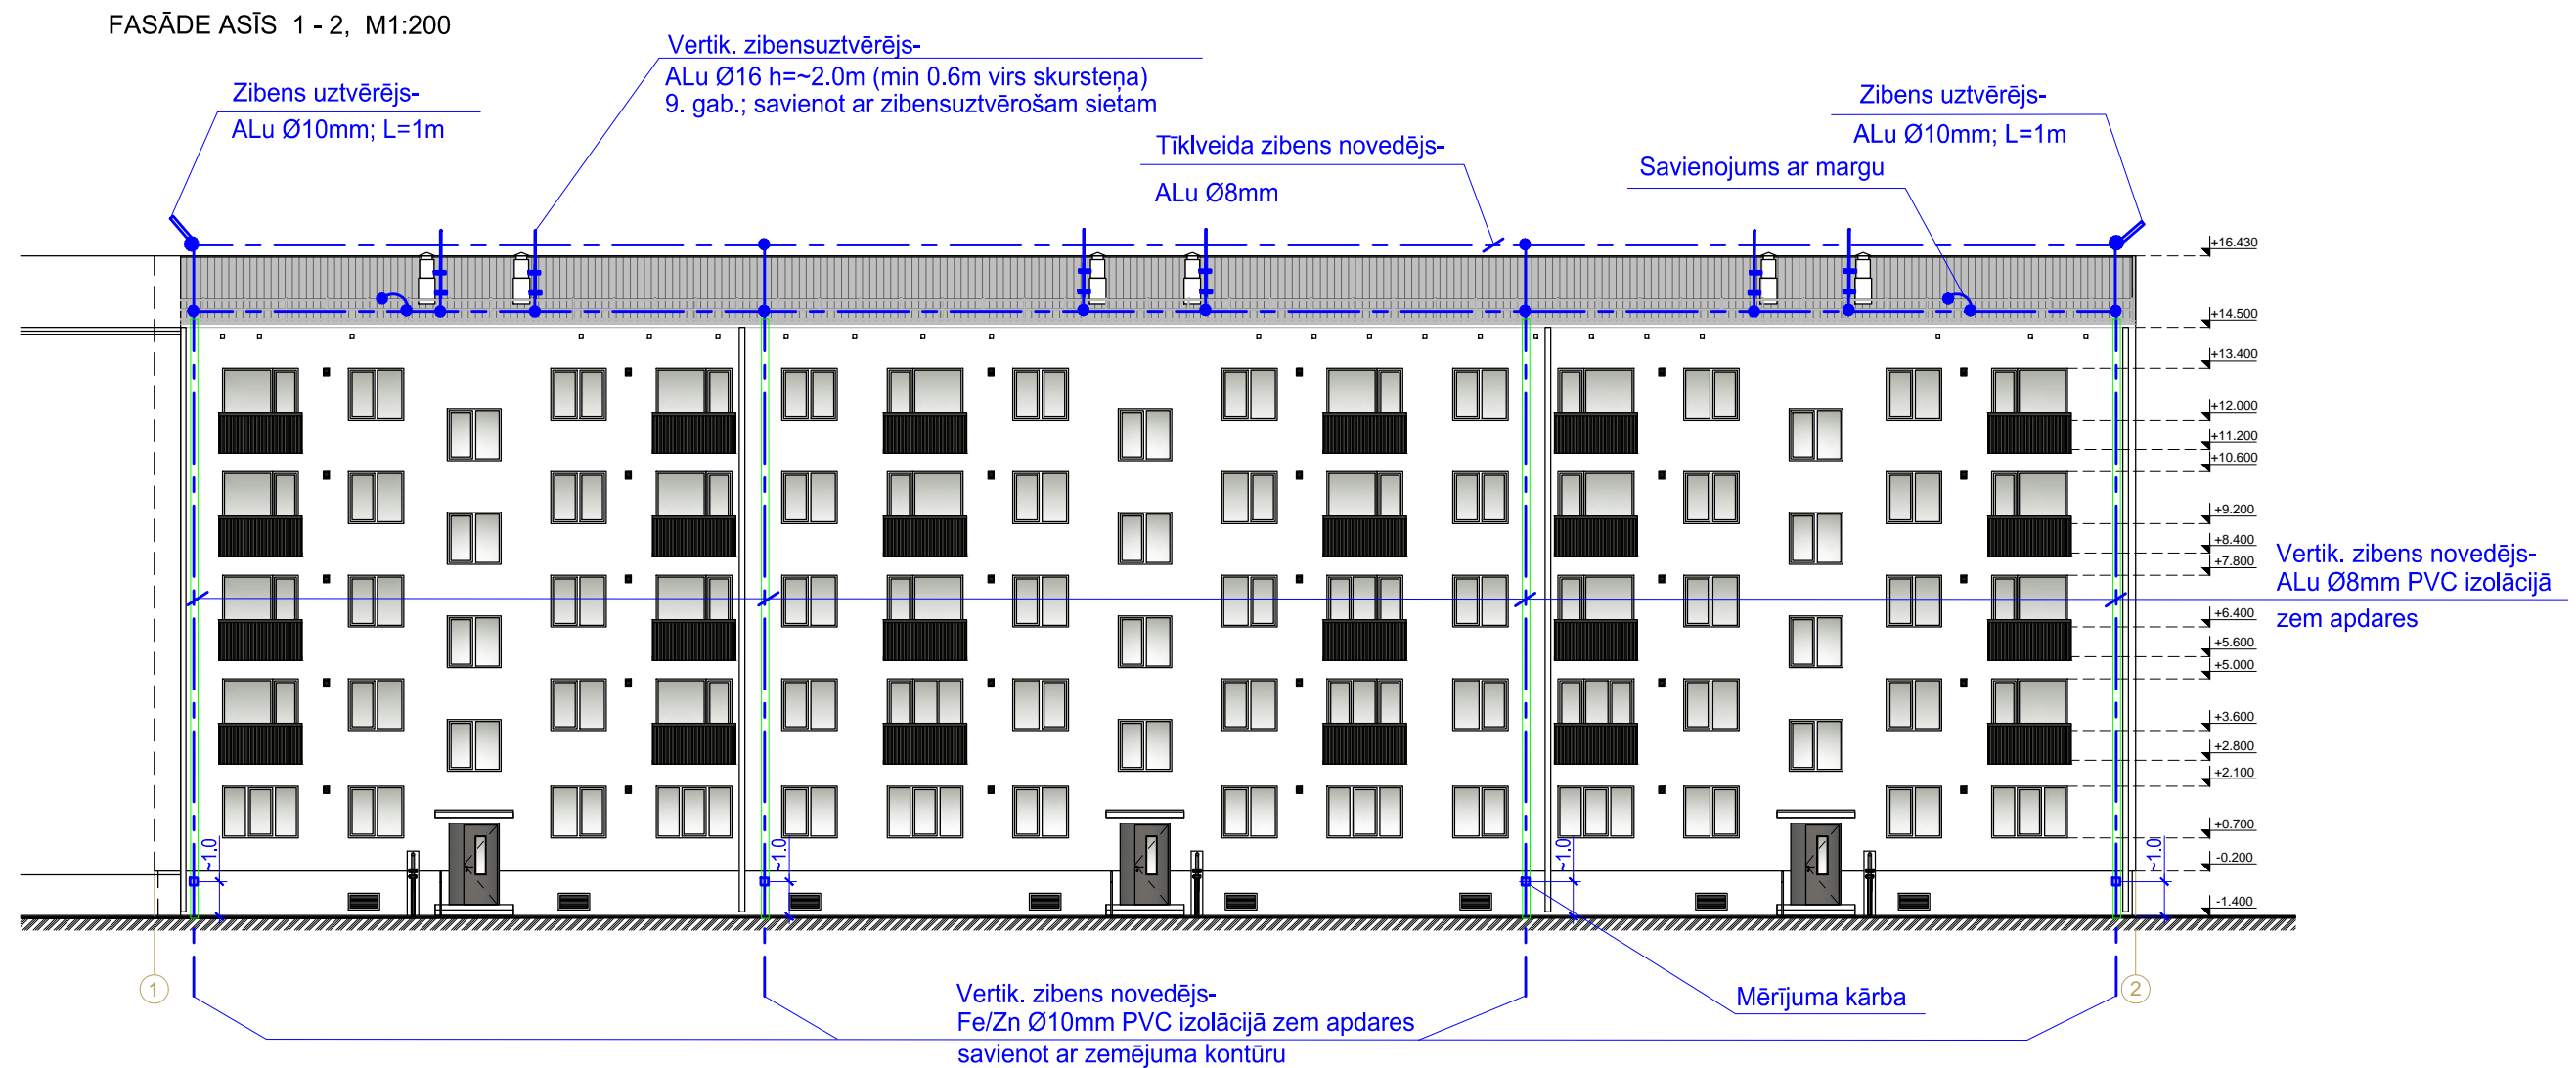 FASĀDE ASĪS 1 - 2, M1:200
Vertik. zibensuztvērējs-
ALu Ø16 h=~2.0m (min 0.6m virs skursteņa)
9. gab.; savienot ar zibensuztvērošam sietam
Zibens uztvērējs-
ALu Ø10mm; L=1m
Zibens uztvērējs-
ALu Ø10mm; L=1m
Tīklveida zibens novedējs-
ALu Ø8mm
Savienojums ar margu
+16.430
+14.500
+13.400
+12.000
+11.200
+10.600
+9.200
+8.400
+7.800
+6.400
+5.600
+5.000
+3.600
+2.800
+2.100
+0.700
-0.200
-1.400
Vertik. zibens novedējs-
ALu Ø8mm PVC izolācijā
zem apdares
~1.0
~1.0
~1.0
~1.0
1
2
Vertik. zibens novedējs-
Fe/Zn Ø10mm PVC izolācijā zem apdares
savienot ar zemējuma kontūru
Mērījuma kārba